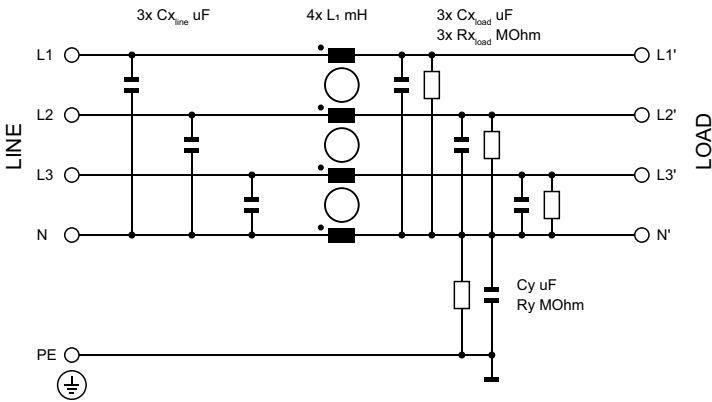 3x Cx_line uF
4x L₁ mH
3x Cx_load uF
3x Rx_load MOhm
L1
L1'
L2
L2'
LINE
LOAD
L3
L3'
N
N'
Cy uF
Ry MOhm
PE